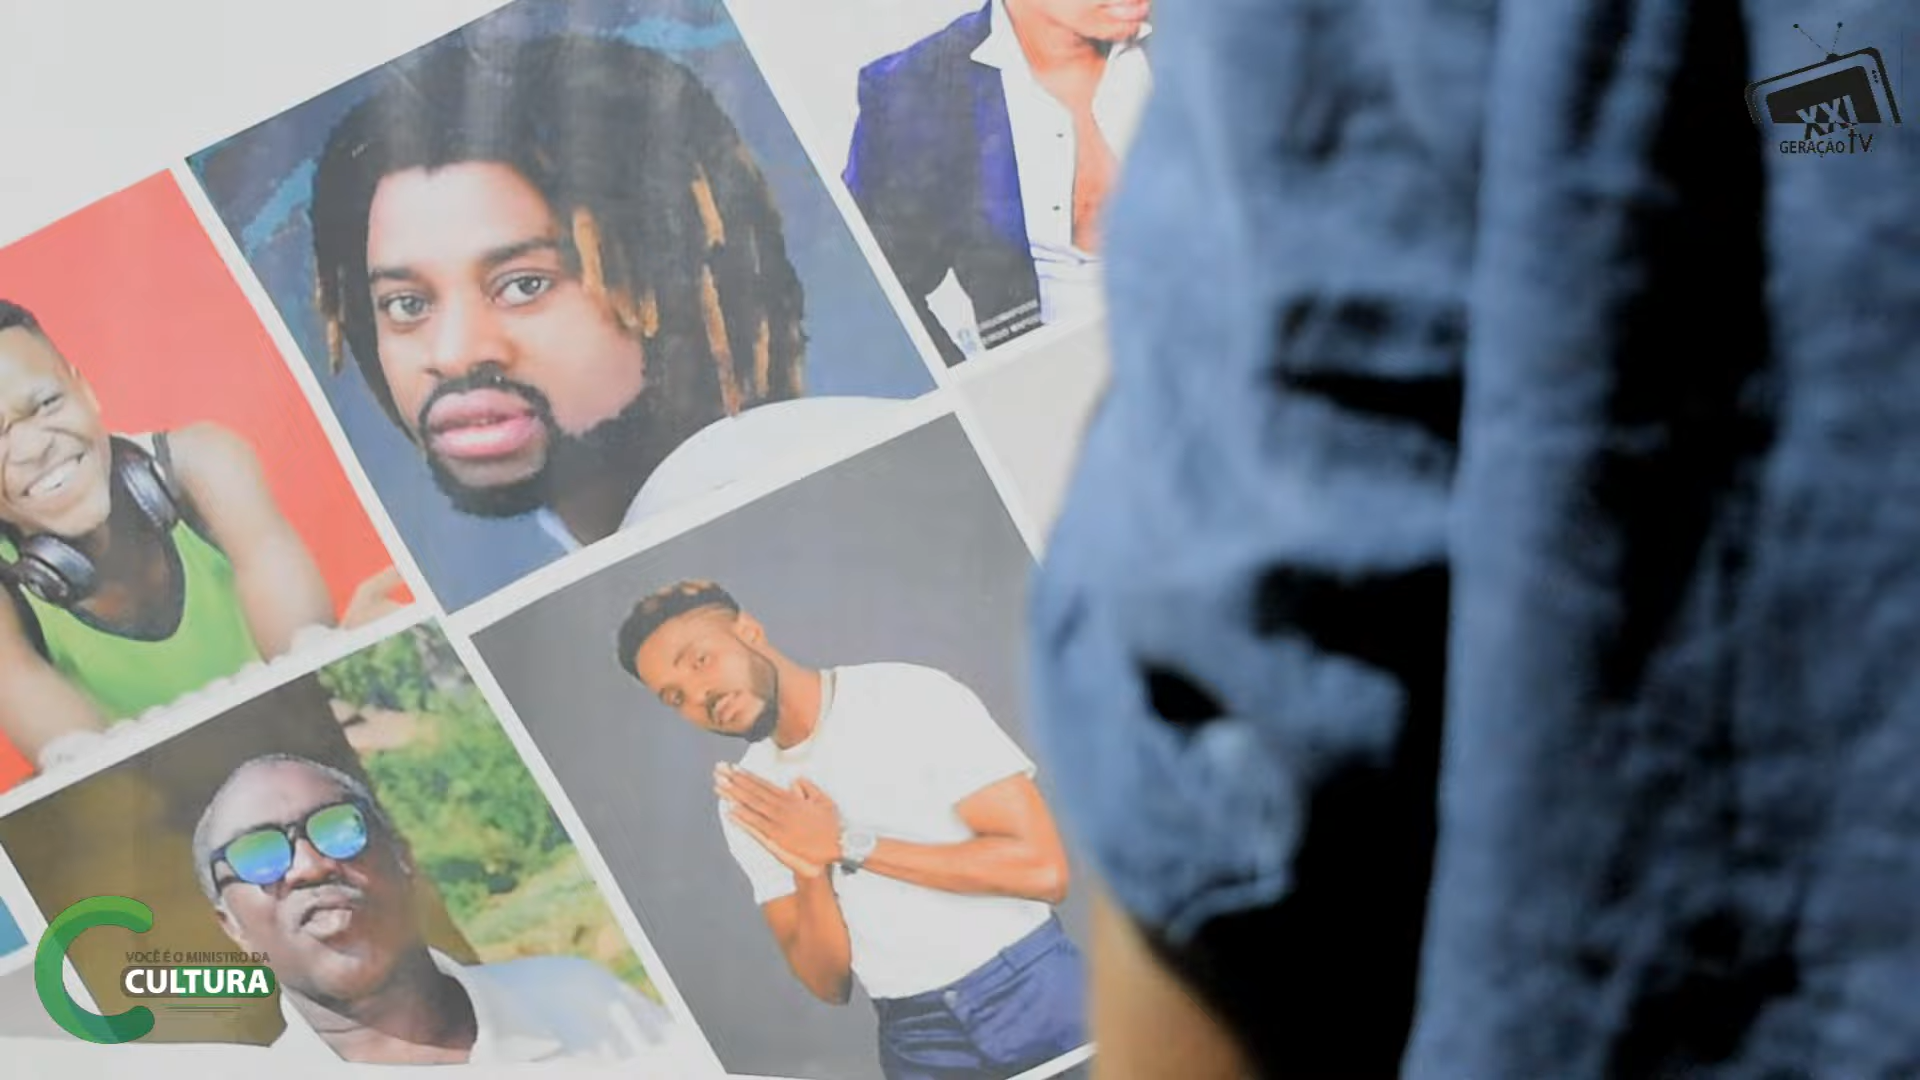 XXI
GERAÇÃO TV
VOCÊ É O MINISTRO DA
CULTURA